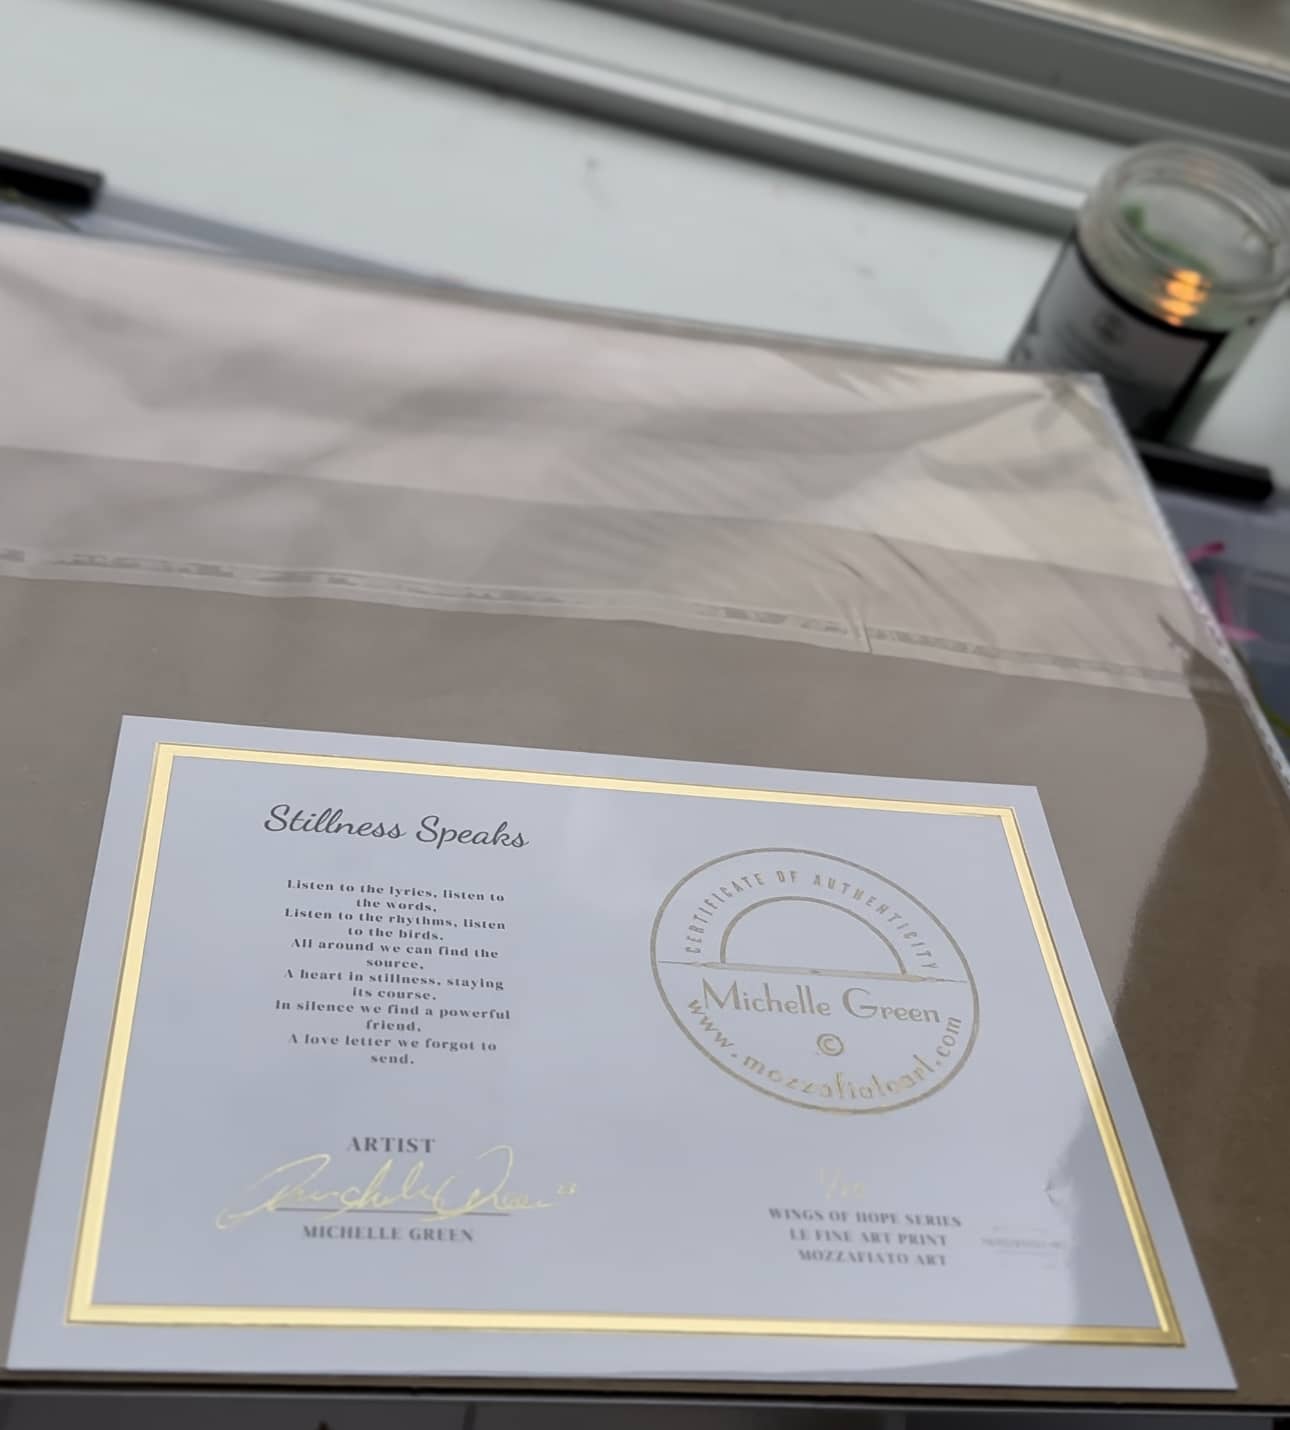 Stillness Speaks
Listen to the lyrics, listen to
the words,
Listen to the rhythms, listen
to the birds.
All around we can find the
source,
A heart in stillness, staying
its course.
In silence we find a powerful
friend,
A love letter we forgot to
send.
ARTIST
MICHELLE GREEN
CERTIFICATE OF AUTHENTICITY
Michelle Green
©
www.mozzafiatoart.com
WINGS OF HOPE SERIES
LE FINE ART PRINT
MOZZAFIATO ART